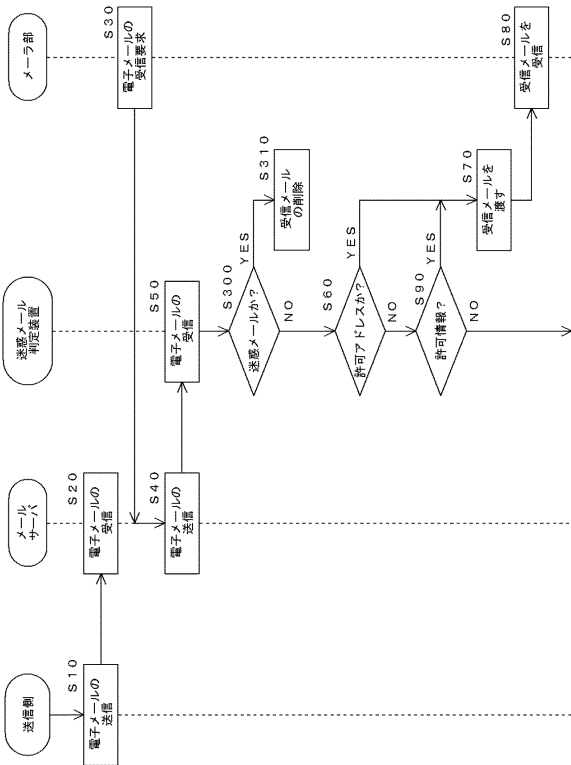 送信側
メール
サーバ
迷惑メール
判定装置
メーラ部
S10
電子メールの
送信
S20
電子メールの
受信
S30
電子メールの
受信要求
S40
電子メールの
送信
S50
電子メールの
受信
S300
迷惑メールか?
YES
NO
S310
受信メール
の削除
S60
許可アドレスか?
YES
NO
S90
許可情報?
YES
NO
S70
受信メールを
渡す
S80
受信メールを
受信